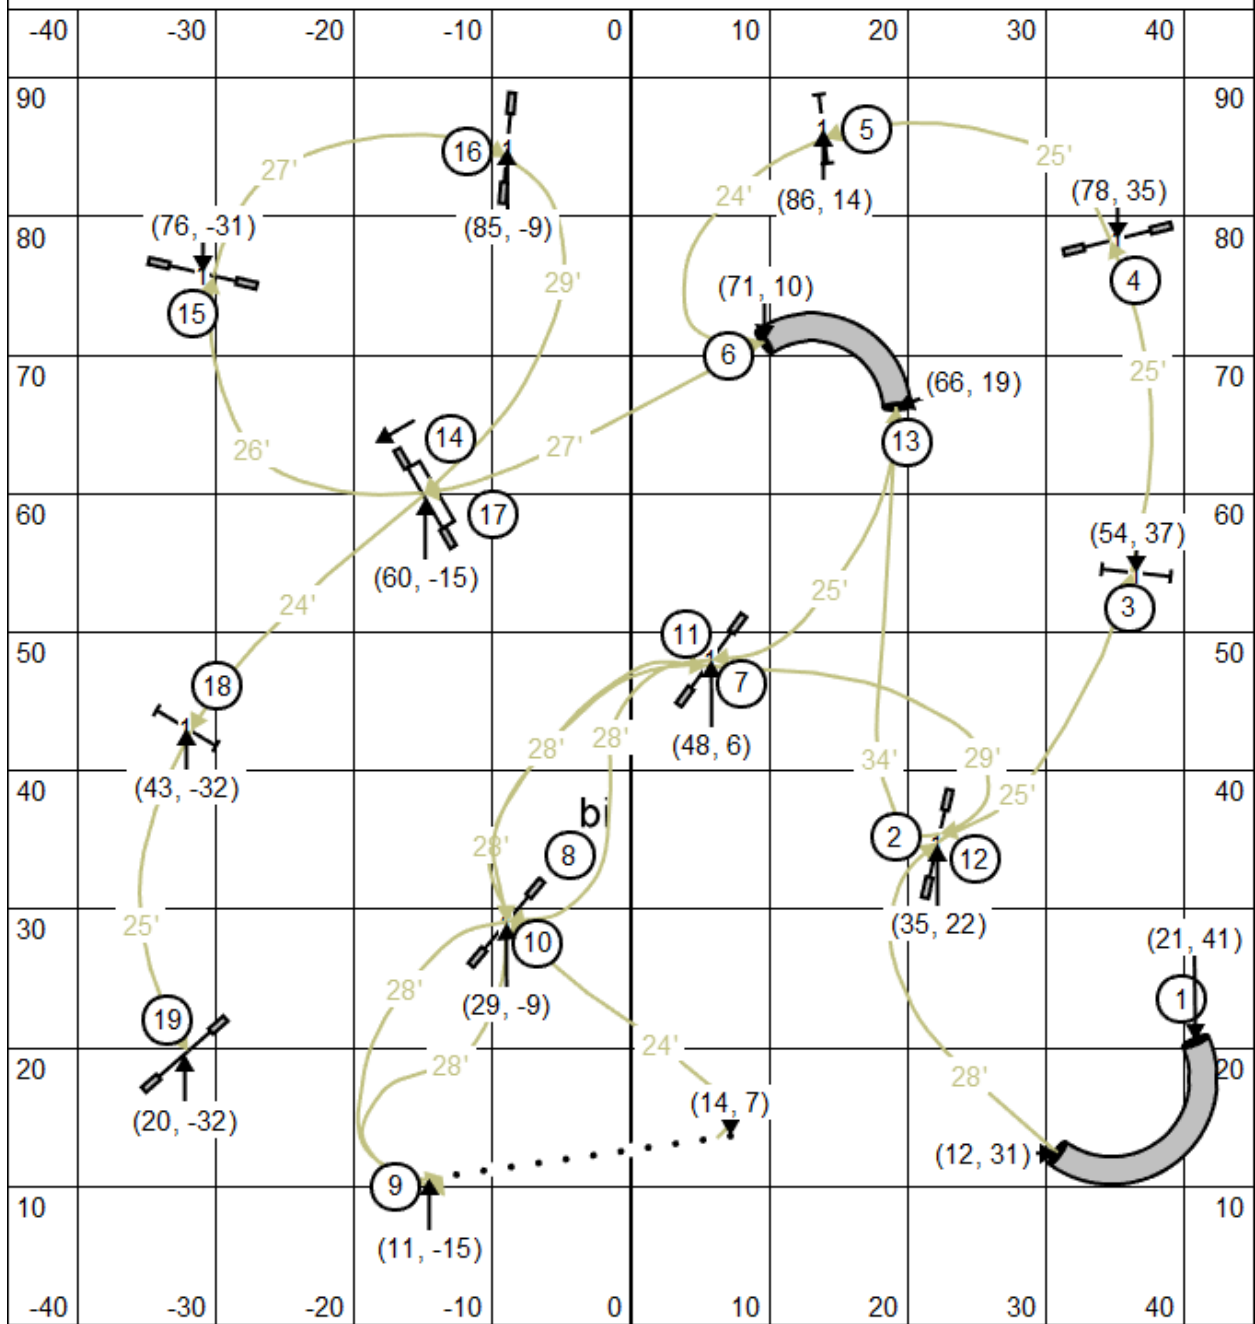 -40 -30 -20 -10 0 10 20 30 40
90 90
16 1 1 5
27' 25'
(76, -31) (85, -9) 24' (86, 14) (78, 35)
80 80
15 29' (71, 10) 4
70 6 25' 70
(66, 19)
26' 14 27' 13
60 17 60
(60, -15) (54, 37)
24' 25' 3
50 11 1 7 50
18
1 28' 28' (48, 6) 34' 29'
(43, -32) 25'
40 40
bi
28' 8 2 1 12
30 (35, 22) 30
25' 10 (21, 41)
28' (29, -9) 1
19 24'
20 28' 28' 20
(20, -32) (14, 7)
9 (12, 31)
10 10
(11, -15)
-40 -30 -20 -10 0 10 20 30 40